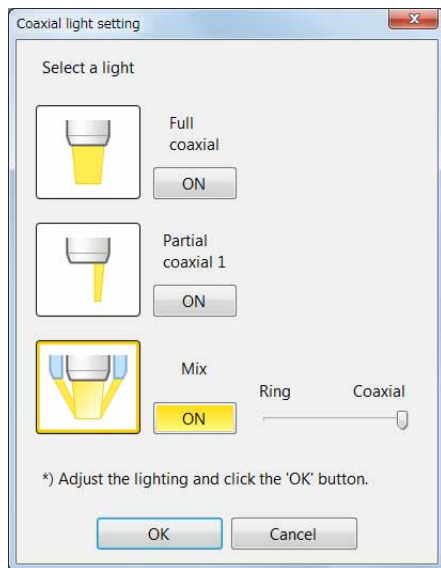 Coaxial light setting
Select a light
Full
coaxial
ON
Partial
coaxial 1
ON
Mix
ON
Ring Coaxial
*) Adjust the lighting and click the 'OK' button.
OK Cancel